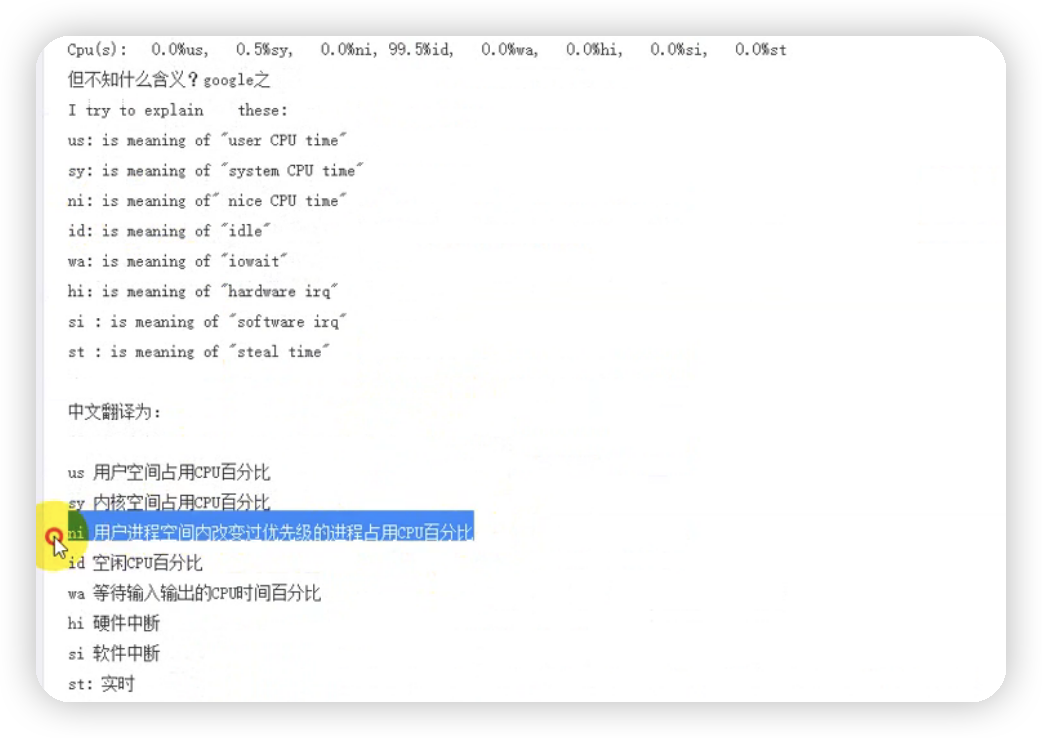 Cpu(s): 0.0%us, 0.5%sy, 0.0%ni, 99.5%id, 0.0%wa, 0.0%hi, 0.0%si, 0.0%st
但不知什么含义？google之
I try to explain these:
us: is meaning of "user CPU time"
sy: is meaning of "system CPU time"
ni: is meaning of" nice CPU time"
id: is meaning of "idle"
wa: is meaning of "iowait"
hi: is meaning of "hardware irq"
si : is meaning of "software irq"
st : is meaning of "steal time"
中文翻译为：
us 用户空间占用CPU百分比
sy 内核空间占用CPU百分比
ni 用户进程空间内改变过优先级的进程占用CPU百分比
id 空闲CPU百分比
wa 等待输入输出的CPU时间百分比
hi 硬件中断
si 软件中断
st: 实时